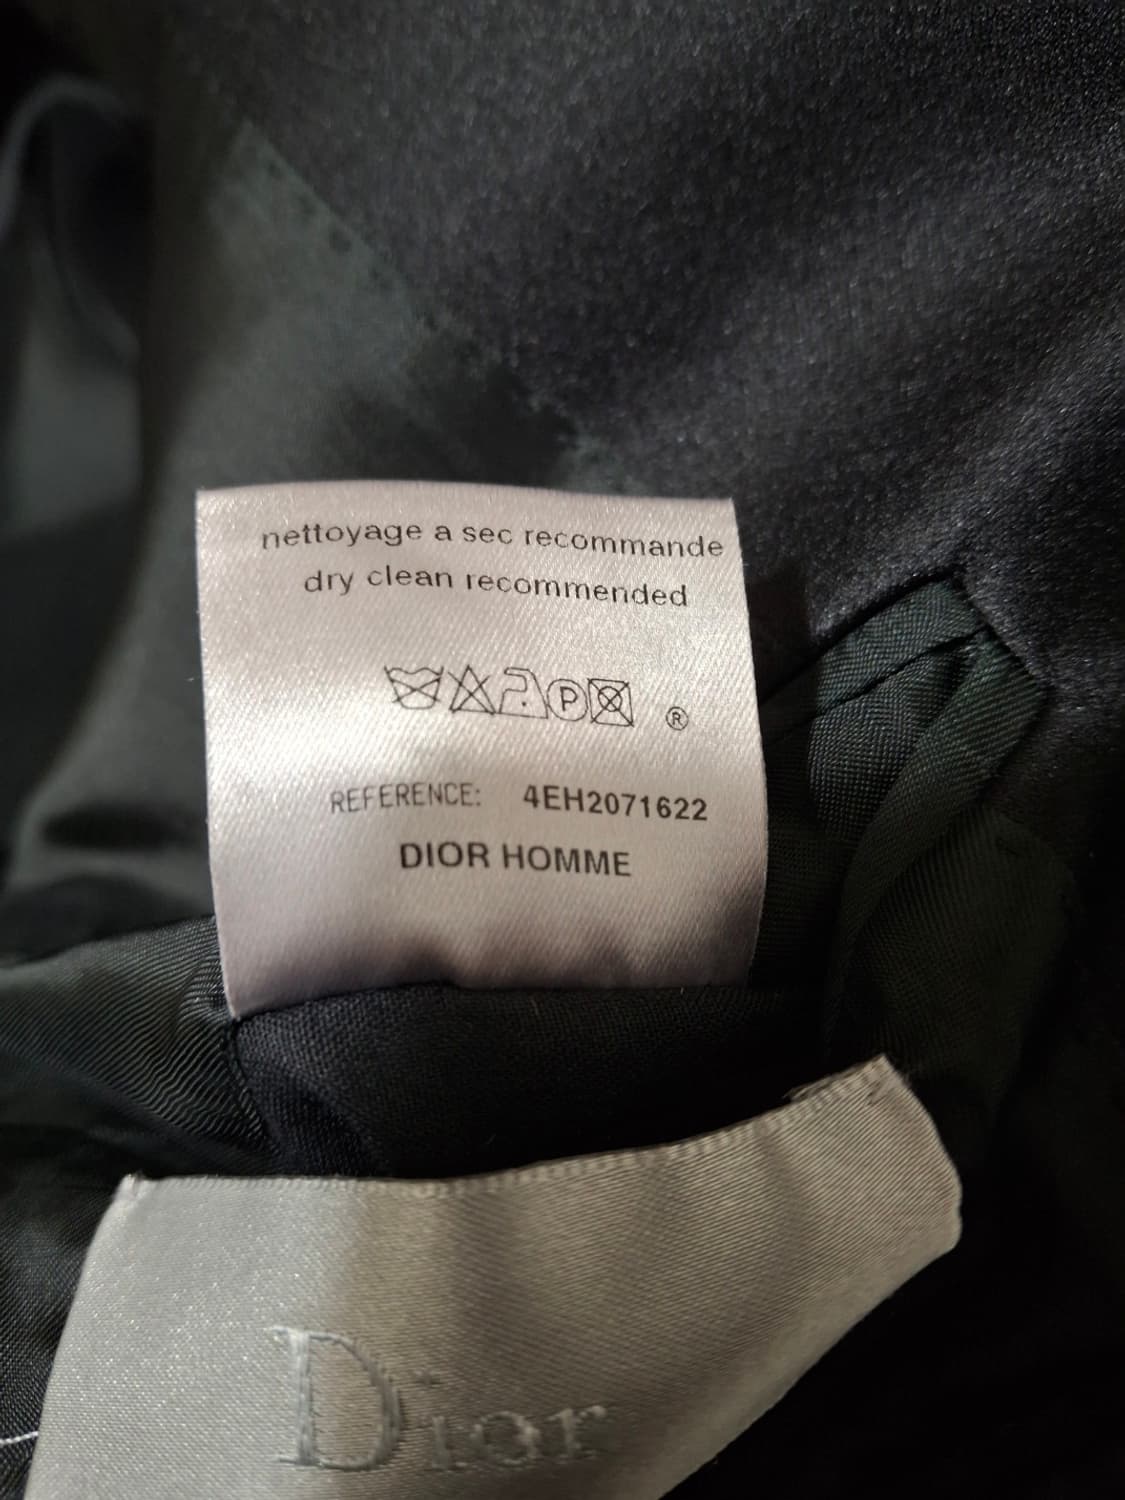 nettoyage a sec recommande
dry clean recommended
P ®
REFERENCE: 4EH2071622
DIOR HOMME
Dior